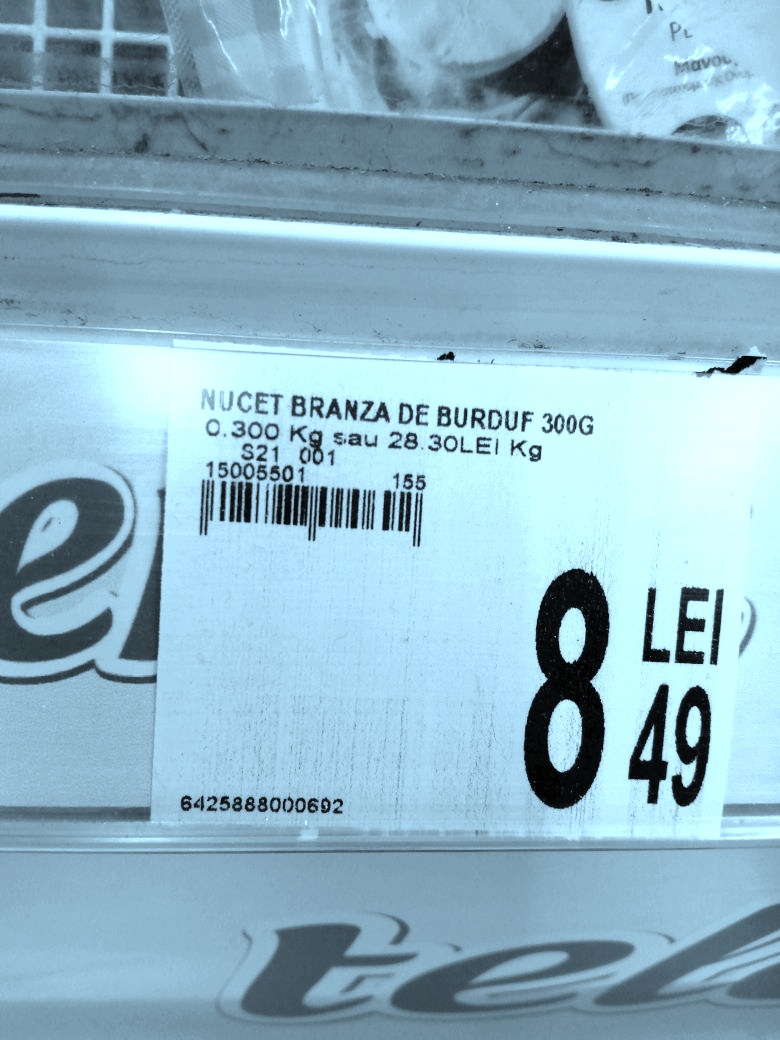 NUCET BRANZA DE BURDUF 300G
0.300 Kg sau 28.30LEI Kg
S21 001
15005501 155
8 LEI
49
6425888000692